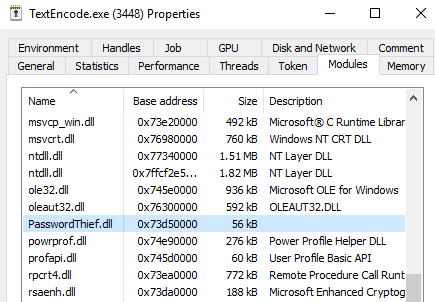 TextEncode.exe (3448) Properties
Environment Handles Job GPU Disk and Network Comment
General Statistics Performance Threads Token Modules Memory
Name Base address Size Description
msvcp_win.dll 0x73e20000 492 kB Microsoft® C Runtime Librar
msvcrt.dll 0x76980000 760 kB Windows NT CRT DLL
ntdll.dll 0x77340000 1.51 MB NT Layer DLL
ntdll.dll 0x7ffcf2e5... 1.82 MB NT Layer DLL
ole32.dll 0x745e0000 936 kB Microsoft OLE for Windows
oleaut32.dll 0x76300000 592 kB OLEAUT32.DLL
PasswordThief.dll 0x73d50000 56 kB
powrprof.dll 0x74e90000 276 kB Power Profile Helper DLL
profapi.dll 0x745d0000 60 kB User Profile Basic API
rpcrt4.dll 0x73ea0000 772 kB Remote Procedure Call Runt
rsaenh.dll 0x73da0000 188 kB Microsoft Enhanced Cryptog